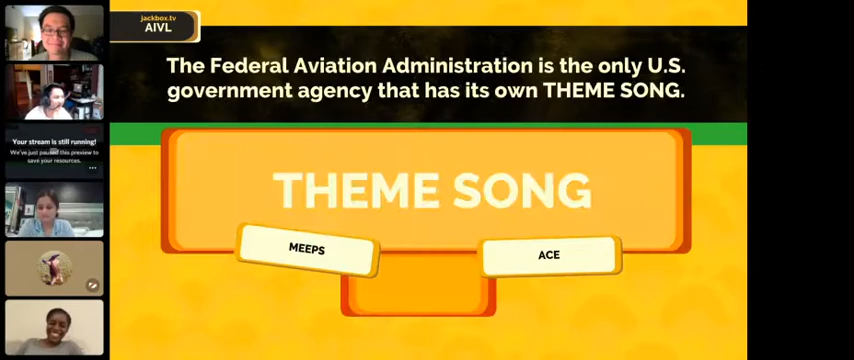 jackbox.tv
AIVL
The Federal Aviation Administration is the only U.S.
government agency that has its own THEME SONG.
THEME SONG
MEEPS
ACE
Your stream is still running!
We've just paused this preview to
save your resources.